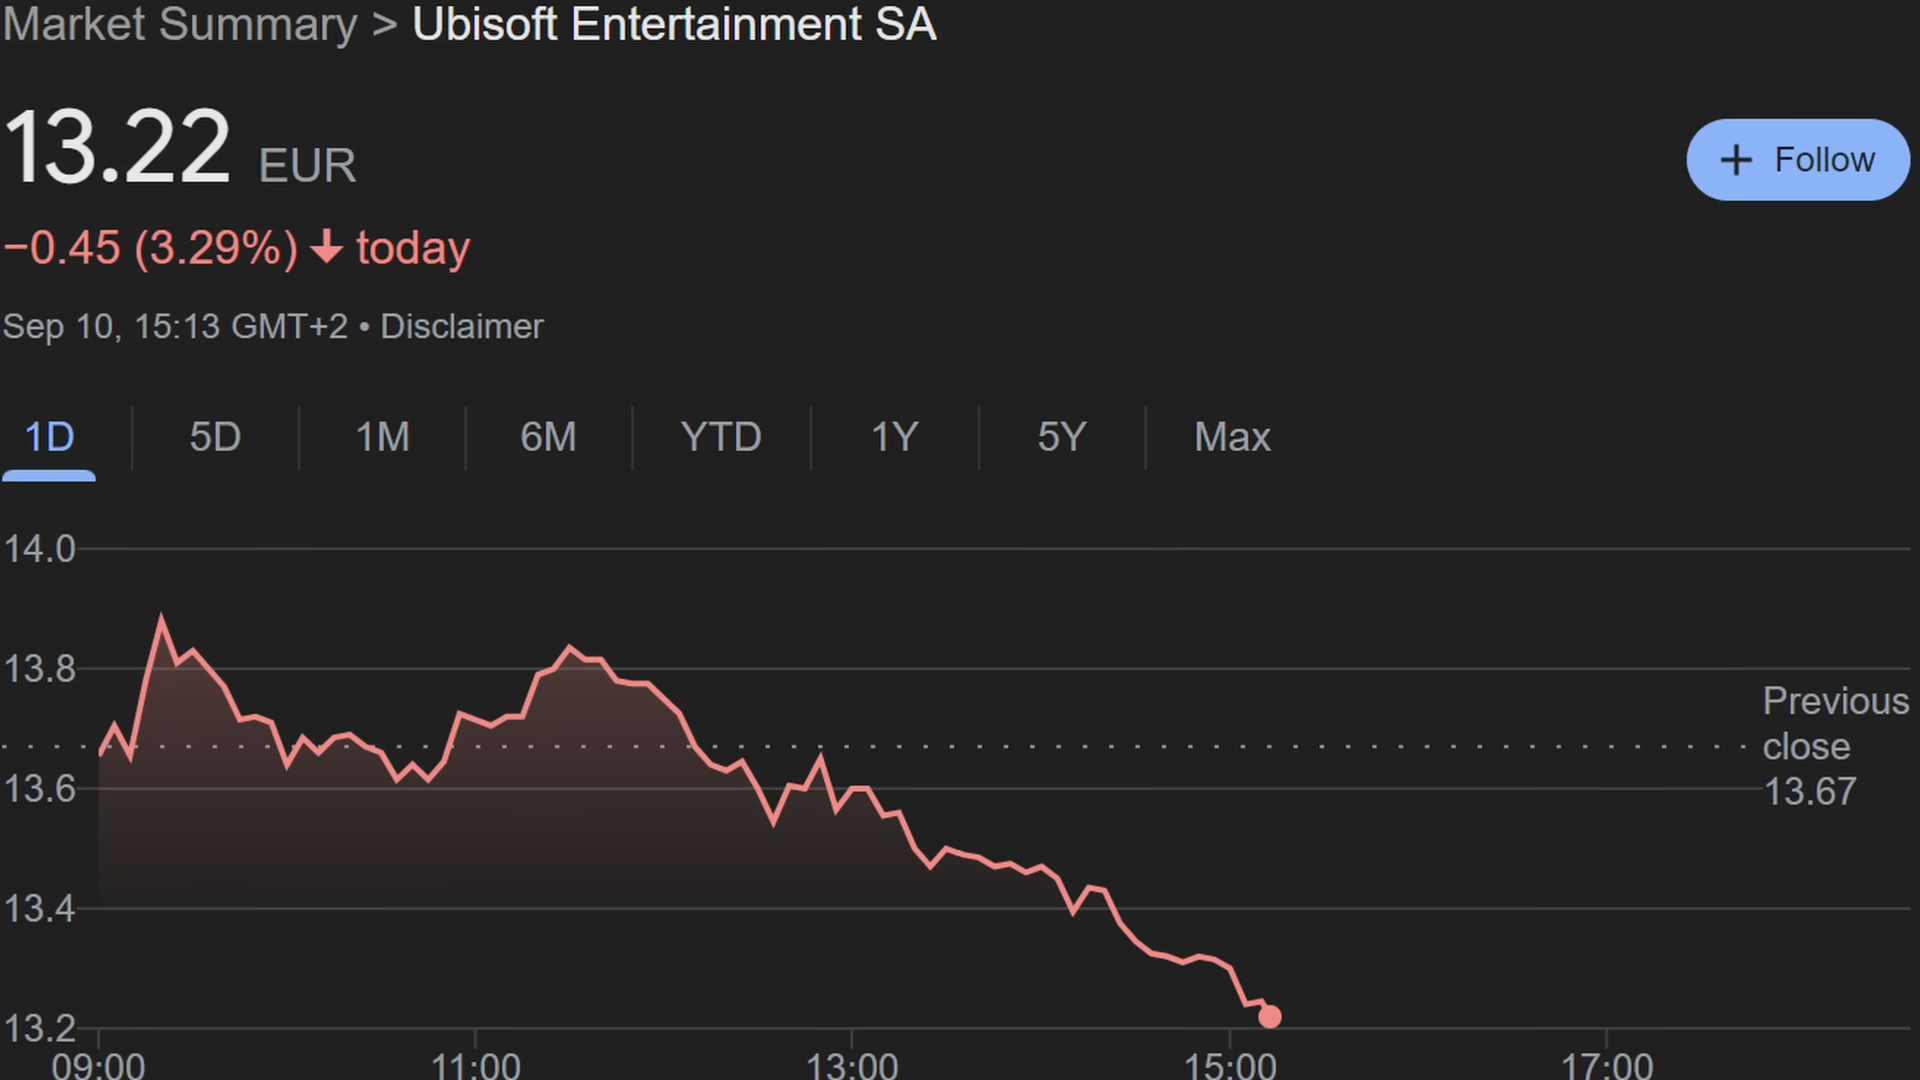 Market Summary > Ubisoft Entertainment SA
13.22 EUR
+ Follow
−0.45 (3.29%) ↓ today
Sep 10, 15:13 GMT+2 • Disclaimer
1D 5D 1M 6M YTD 1Y 5Y Max
14.0
13.8
Previous
close
13.67
13.6
13.4
13.2
09:00 11:00 13:00 15:00 17:00